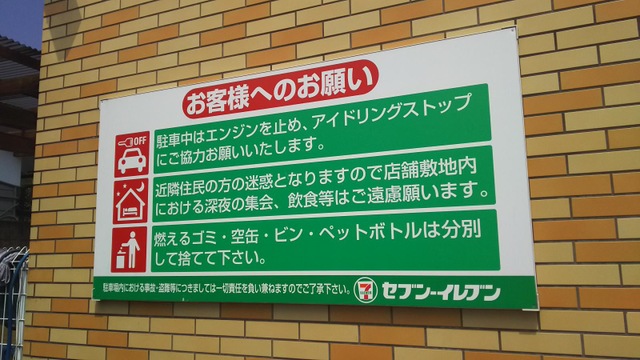 お客様へのお願い
OFF
駐車中はエンジンを止め、アイドリングストップ
にご協力お願いいたします。
近隣住民の方の迷惑となりますので店舗敷地内
における深夜の集会、飲食等はご遠慮願います。
燃えるゴミ・空缶・ビン・ペットボトルは分別
して捨てて下さい。
駐車場内における事故・盗難等につきましては一切責任を負い兼ねますのでご了承下さい。
セブン-イレブン